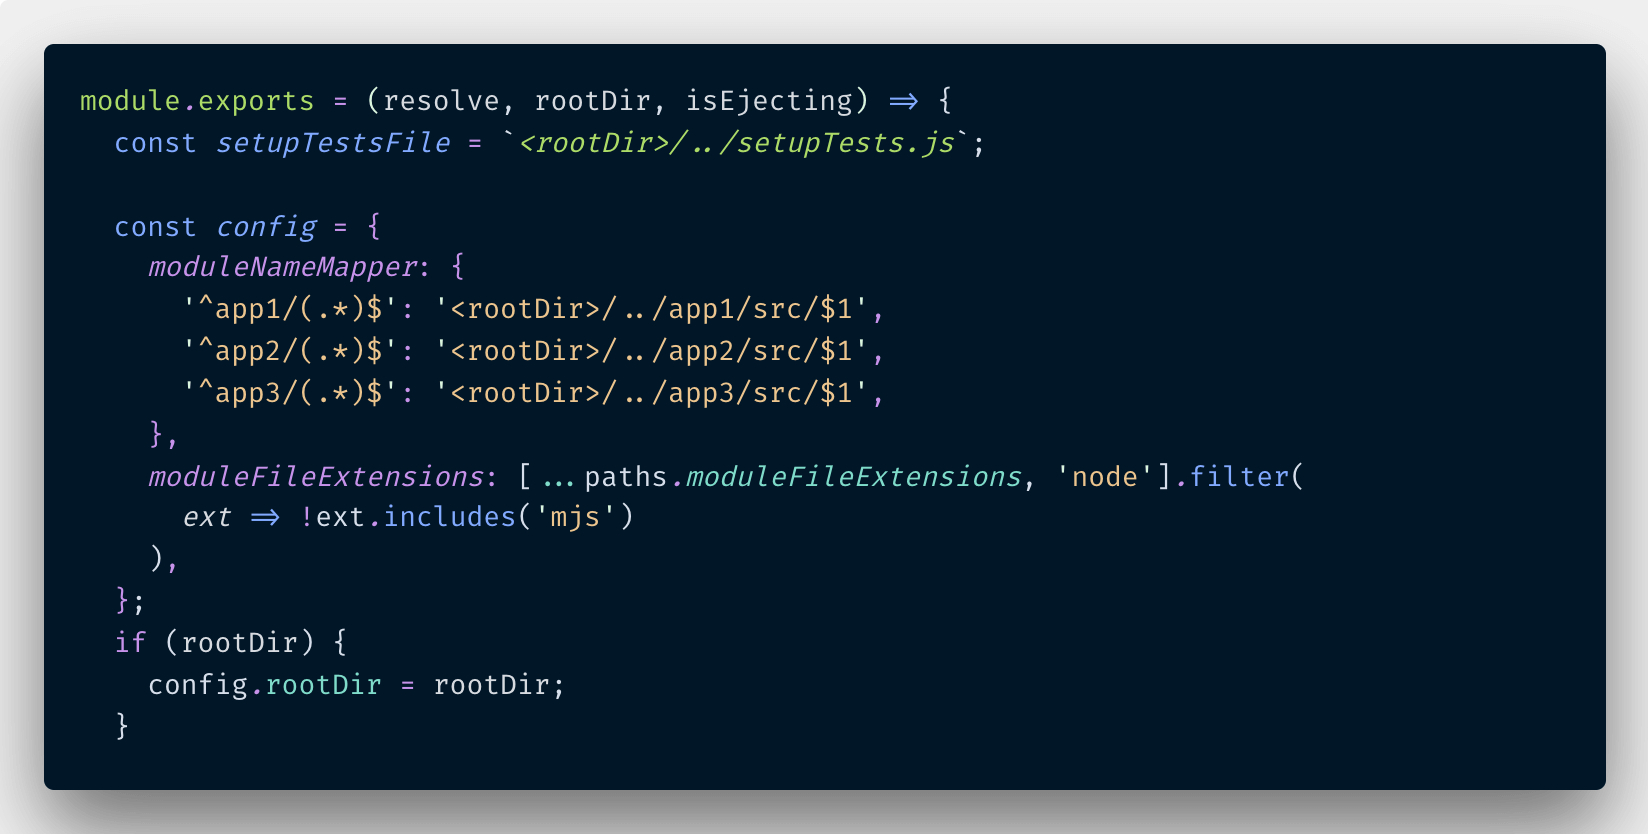 module.exports = (resolve, rootDir, isEjecting) => {
  const setupTestsFile = `<rootDir>/../setupTests.js`;

  const config = {
    moduleNameMapper: {
      '^app1/(.*)$': '<rootDir>/../app1/src/$1',
      '^app2/(.*)$': '<rootDir>/../app2/src/$1',
      '^app3/(.*)$': '<rootDir>/../app3/src/$1',
    },
    moduleFileExtensions: [...paths.moduleFileExtensions, 'node'].filter(
      ext => !ext.includes('mjs')
    ),
  };
  if (rootDir) {
    config.rootDir = rootDir;
  }